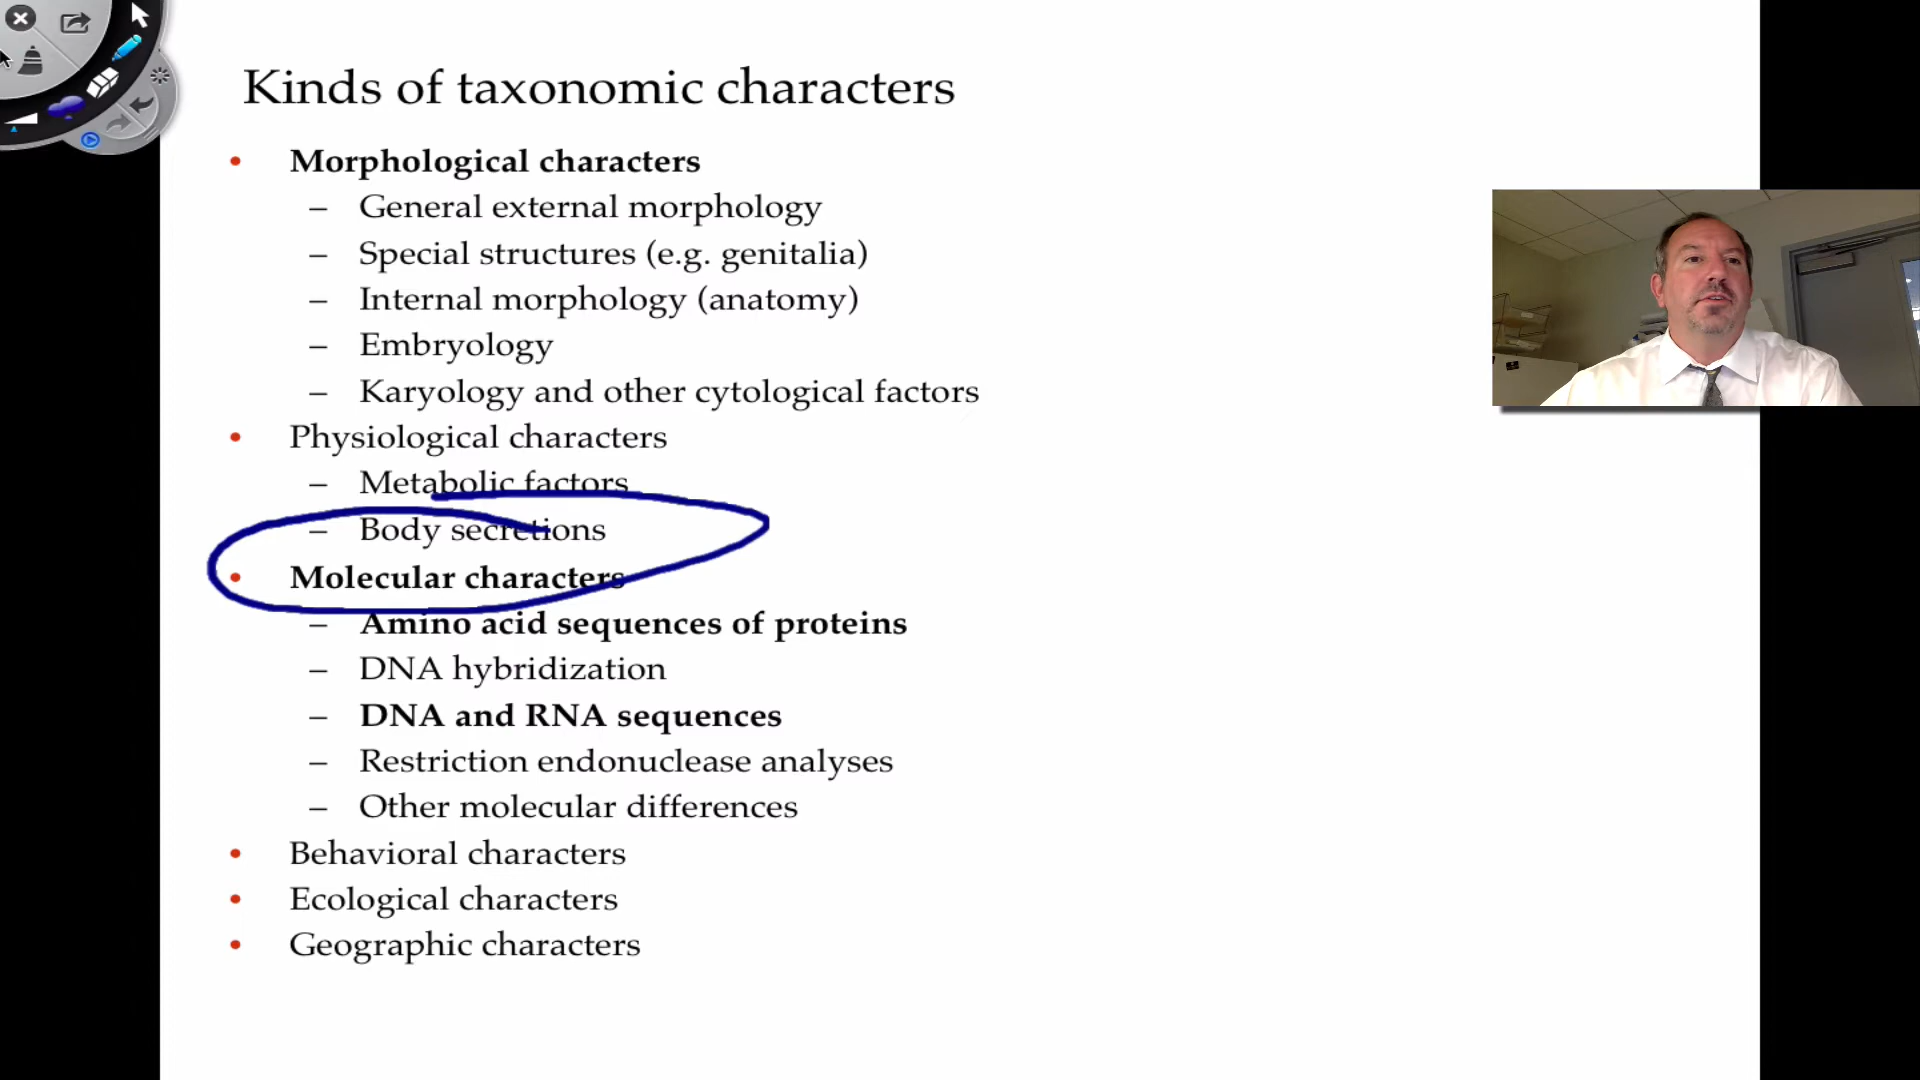 Kinds of taxonomic characters
• Morphological characters
– General external morphology
– Special structures (e.g. genitalia)
– Internal morphology (anatomy)
– Embryology
– Karyology and other cytological factors
• Physiological characters
– Metabolic factors
– Body secretions
• Molecular characters
– Amino acid sequences of proteins
– DNA hybridization
– DNA and RNA sequences
– Restriction endonuclease analyses
– Other molecular differences
• Behavioral characters
• Ecological characters
• Geographic characters